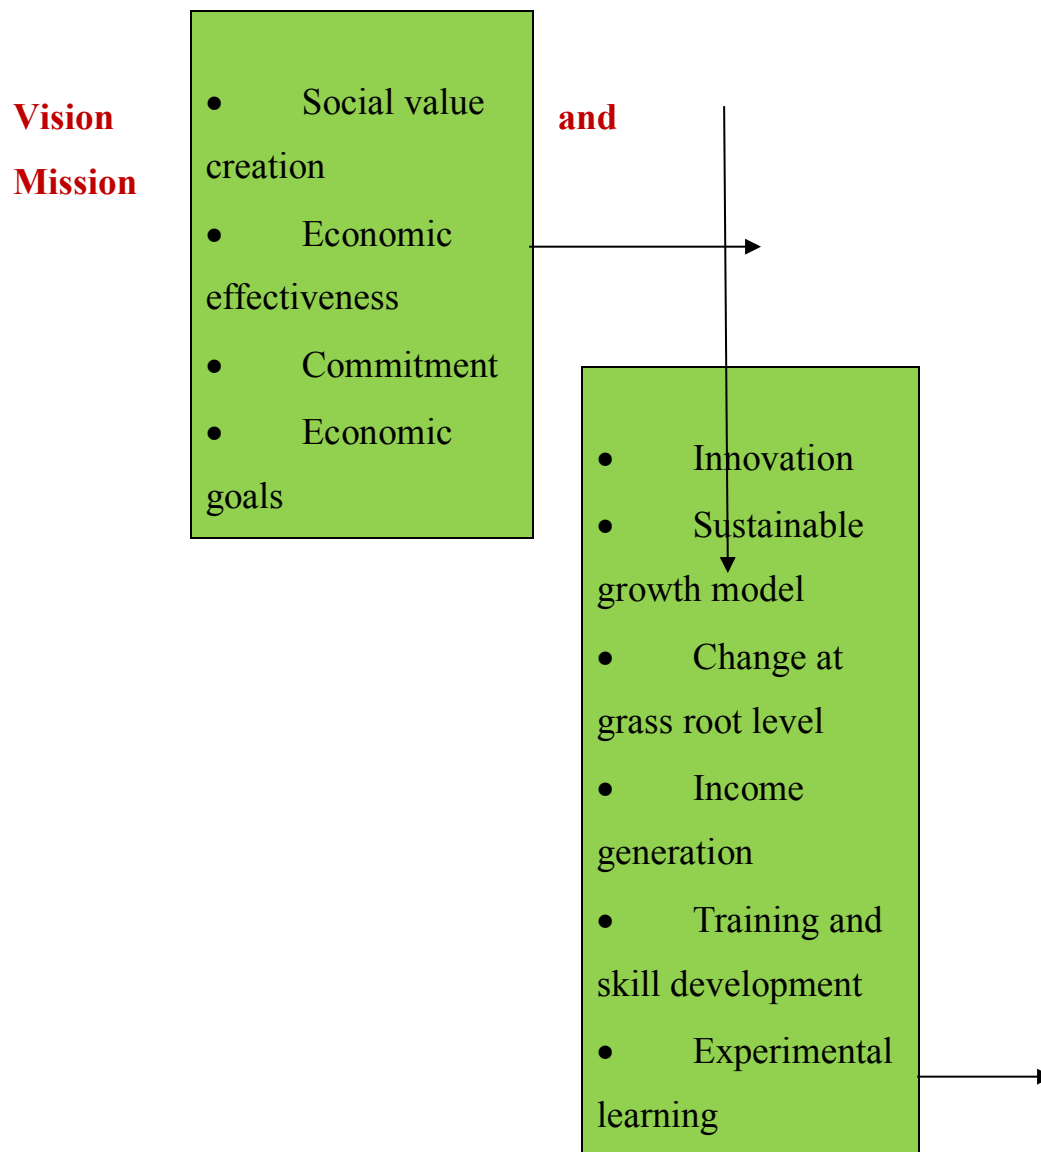 Vision and
Mission
• Social value
creation
• Economic
effectiveness
• Commitment
• Economic
goals
• Innovation
• Sustainable
growth model
• Change at
grass root level
• Income
generation
• Training and
skill development
• Experimental
learning